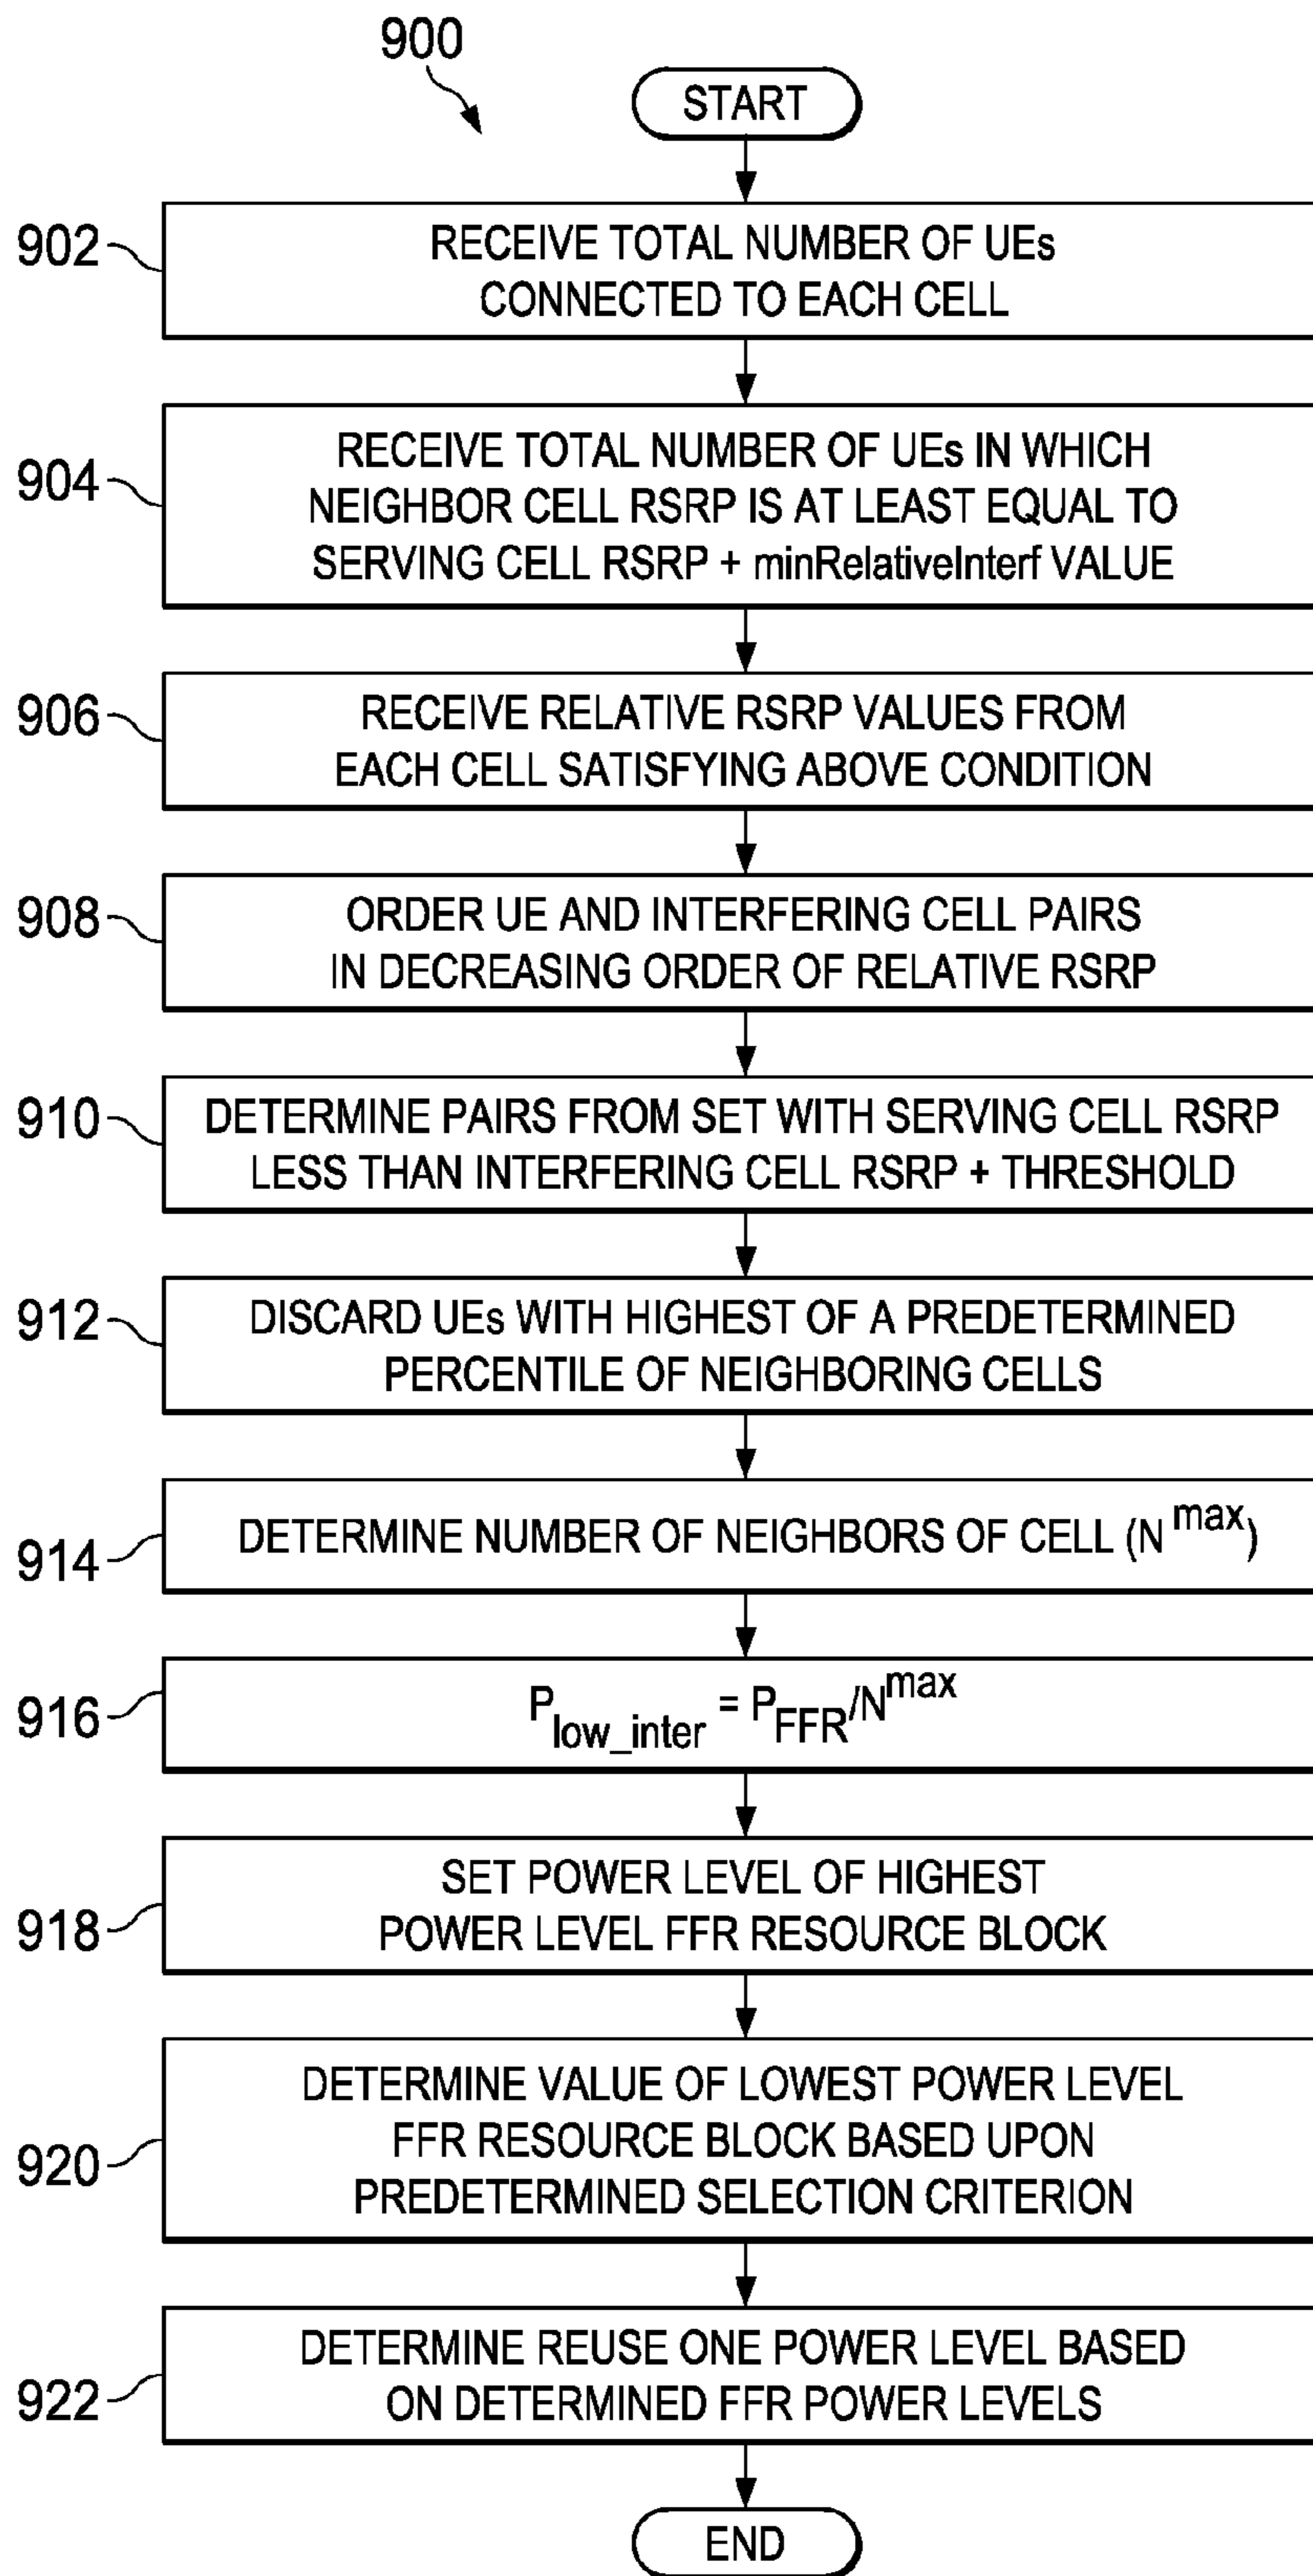 900
START
902
RECEIVE TOTAL NUMBER OF UEs
CONNECTED TO EACH CELL
904
RECEIVE TOTAL NUMBER OF UEs IN WHICH
NEIGHBOR CELL RSRP IS AT LEAST EQUAL TO
SERVING CELL RSRP + minRelativeInterf VALUE
906
RECEIVE RELATIVE RSRP VALUES FROM
EACH CELL SATISFYING ABOVE CONDITION
908
ORDER UE AND INTERFERING CELL PAIRS
IN DECREASING ORDER OF RELATIVE RSRP
910
DETERMINE PAIRS FROM SET WITH SERVING CELL RSRP
LESS THAN INTERFERING CELL RSRP + THRESHOLD
912
DISCARD UEs WITH HIGHEST OF A PREDETERMINED
PERCENTILE OF NEIGHBORING CELLS
914
DETERMINE NUMBER OF NEIGHBORS OF CELL (N^max)
916
P_low_inter = P_FFR/N^max
918
SET POWER LEVEL OF HIGHEST
POWER LEVEL FFR RESOURCE BLOCK
920
DETERMINE VALUE OF LOWEST POWER LEVEL
FFR RESOURCE BLOCK BASED UPON
PREDETERMINED SELECTION CRITERION
922
DETERMINE REUSE ONE POWER LEVEL BASED
ON DETERMINED FFR POWER LEVELS
END